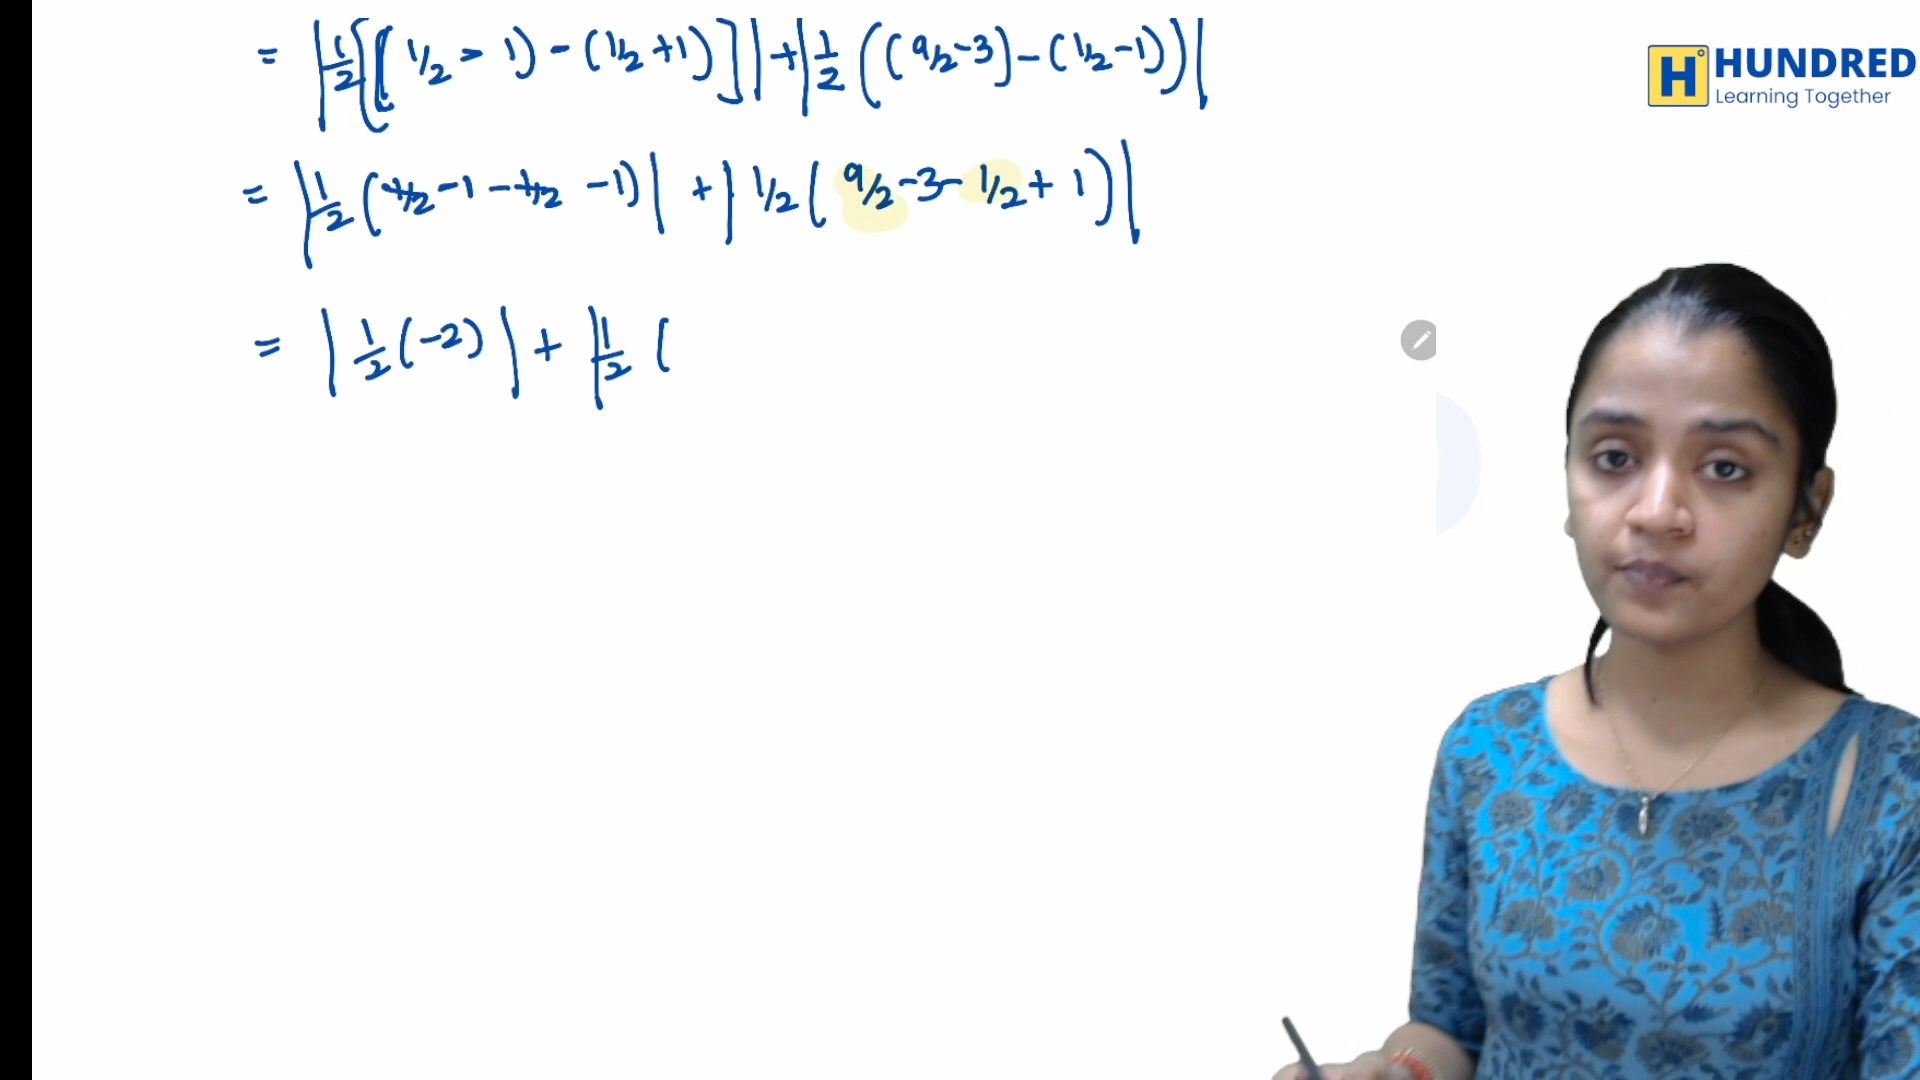 = |1/2[(1/2 - 1) - (1/2 + 1)]| + |1/2 ((9/2 - 3) - (1/2 - 1))|
HUNDRED
Learning Together
= |1/2 (1/2 - 1 - 1/2 - 1)| + |1/2 (9/2 - 3 - 1/2 + 1)|
= |1/2 (-2)| + |1/2 (